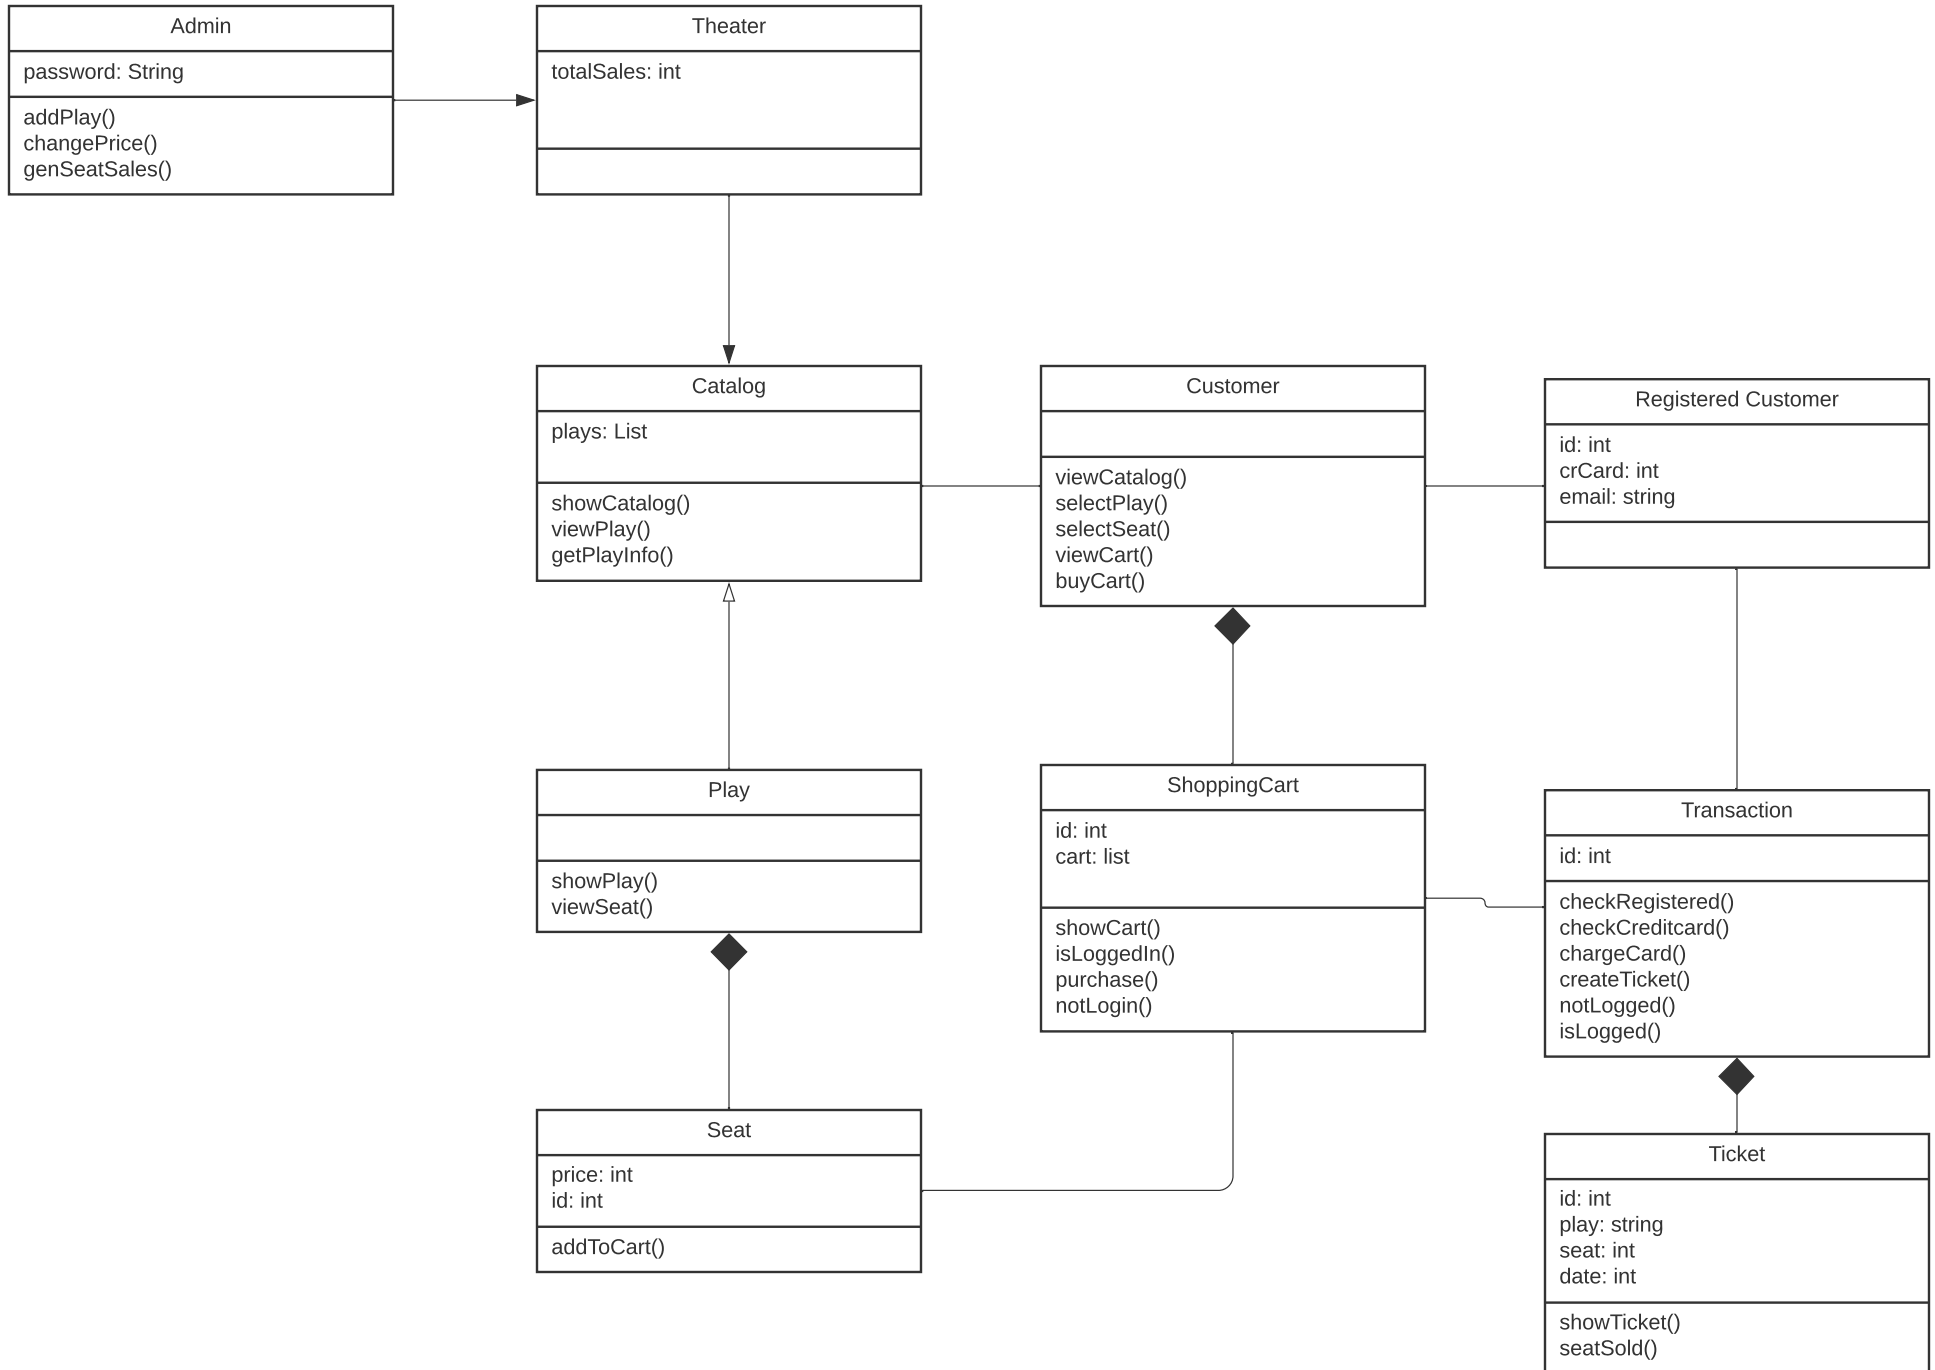 Admin
password: String
addPlay()
changePrice()
genSeatSales()
Theater
totalSales: int
Catalog
plays: List
showCatalog()
viewPlay()
getPlayInfo()
Customer
viewCatalog()
selectPlay()
selectSeat()
viewCart()
buyCart()
Registered Customer
id: int
crCard: int
email: string
Play
showPlay()
viewSeat()
ShoppingCart
id: int
cart: list
showCart()
isLoggedIn()
purchase()
notLogin()
Transaction
id: int
checkRegistered()
checkCreditcard()
chargeCard()
createTicket()
notLogged()
isLogged()
Seat
price: int
id: int
addToCart()
Ticket
id: int
play: string
seat: int
date: int
showTicket()
seatSold()